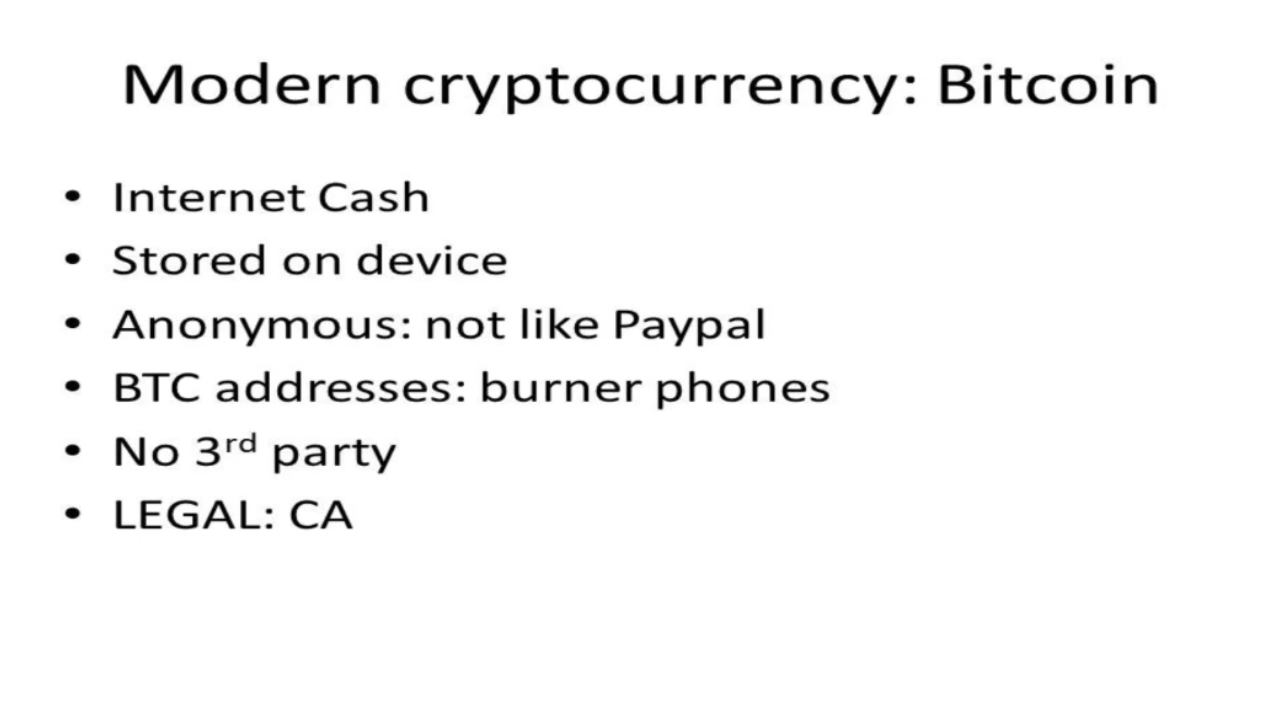 Modern cryptocurrency: Bitcoin
• Internet Cash
• Stored on device
• Anonymous: not like Paypal
• BTC addresses: burner phones
• No 3rd party
• LEGAL: CA